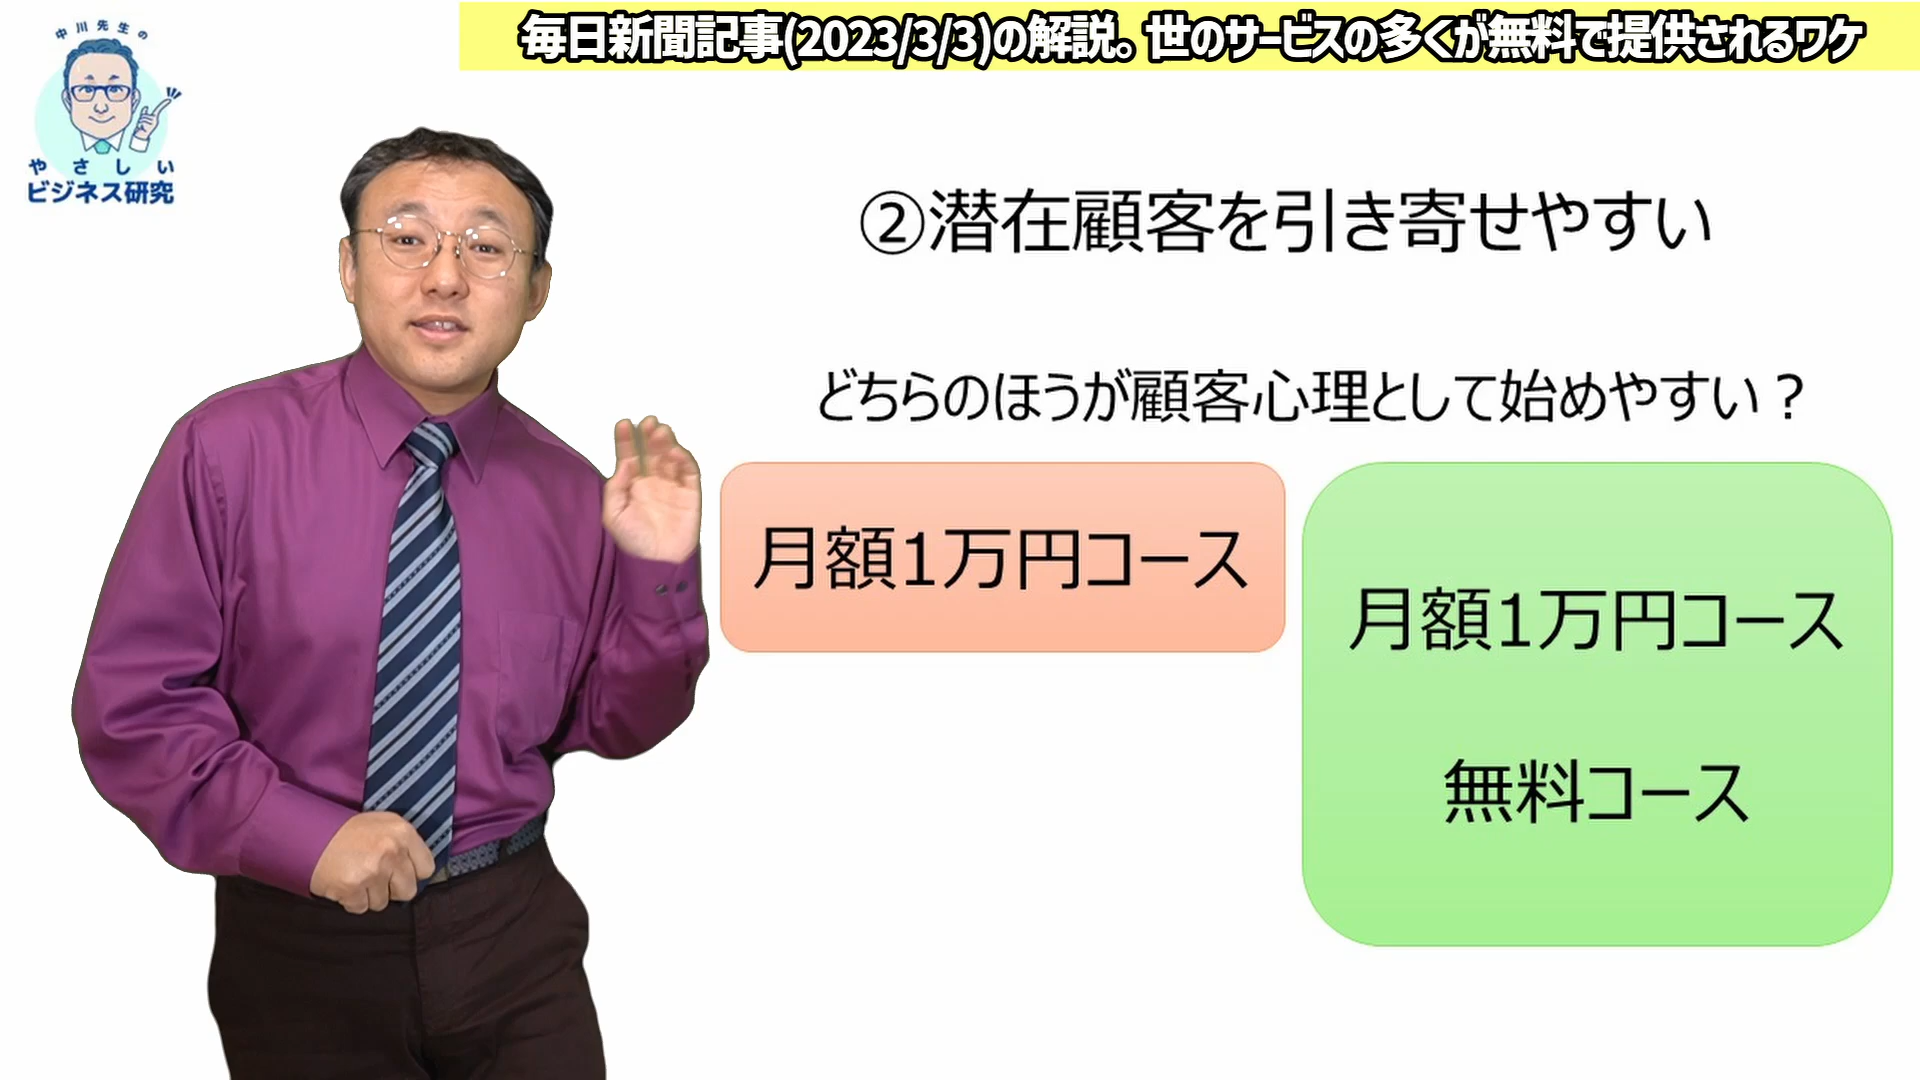 中川先生の
やさしい
ビジネス研究
毎日新聞記事(2023/3/3)の解説。世のサービスの多くが無料で提供されるワケ
②潜在顧客を引き寄せやすい
どちらのほうが顧客心理として始めやすい？
月額1万円コース
月額1万円コース
無料コース